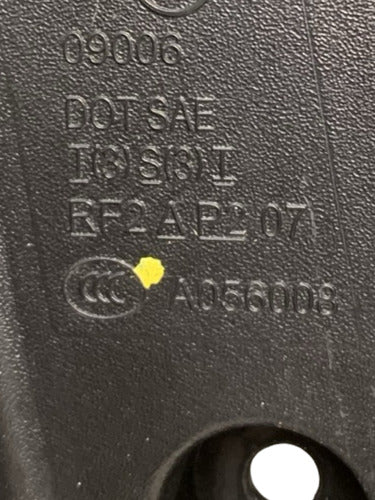 09006
DOT SAE
I(3)S(3)I
RF2 A P2 07
CCC A056008